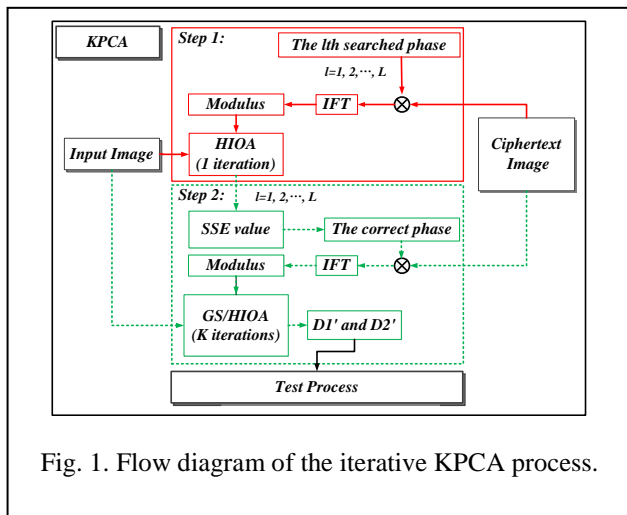 KPCA
Step 1:
The lth searched phase
l=1, 2,···, L
Modulus
IFT
Input Image
HIOA
(1 iteration)
Ciphertext
Image
Step 2:
l=1, 2,···, L
SSE value
The correct phase
Modulus
IFT
GS/HIOA
(K iterations)
D1' and D2'
Test Process
Fig. 1. Flow diagram of the iterative KPCA process.